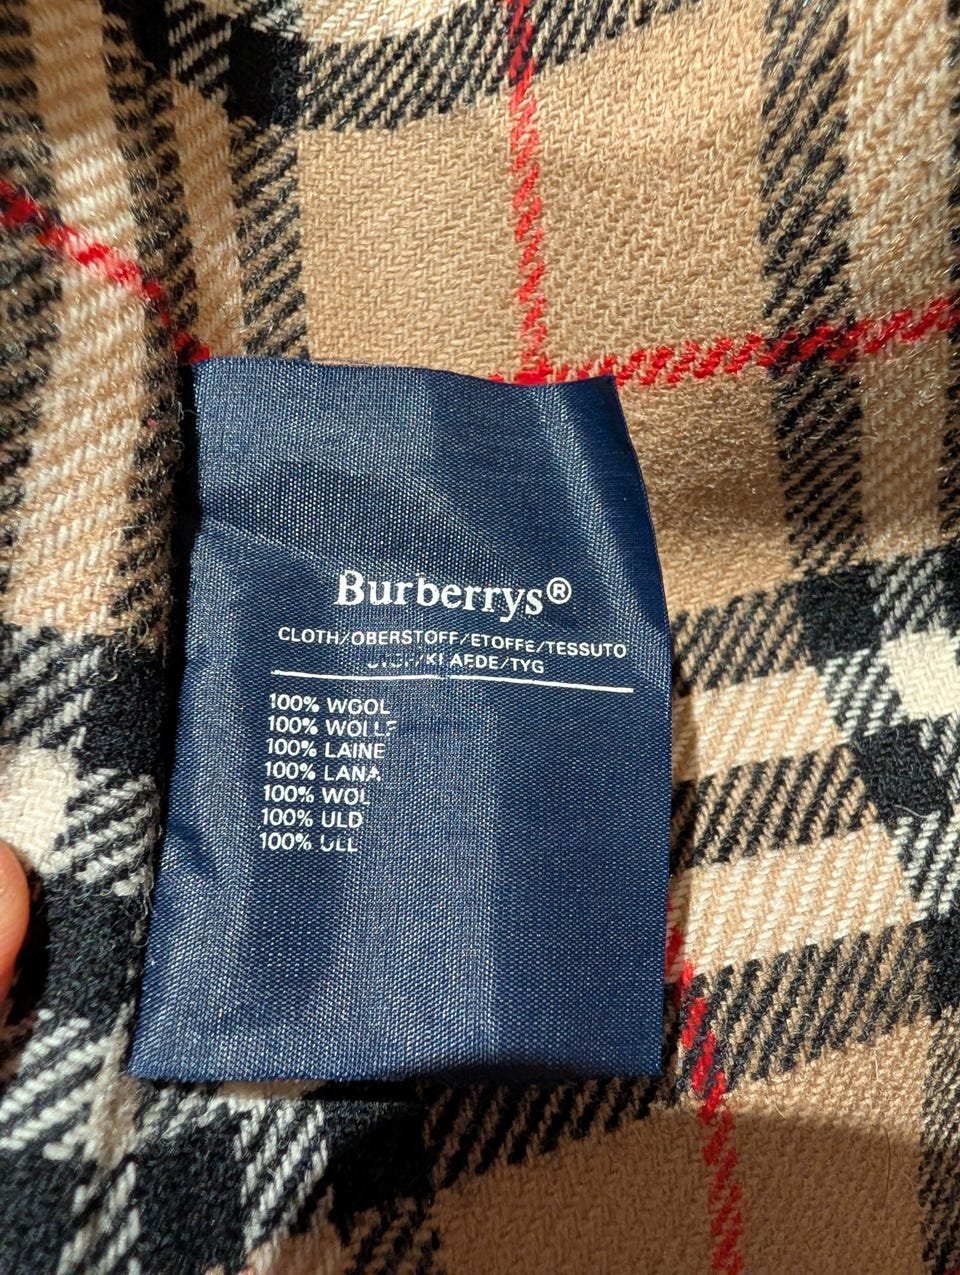 Burberrys®
CLOTH/OBERSTOFF/ETOFFE/TESSUTO
KLAEDE/TYG
100% WOOL
100% WOLLE
100% LAINE
100% LANA
100% WOL
100% ULD
100% ULL